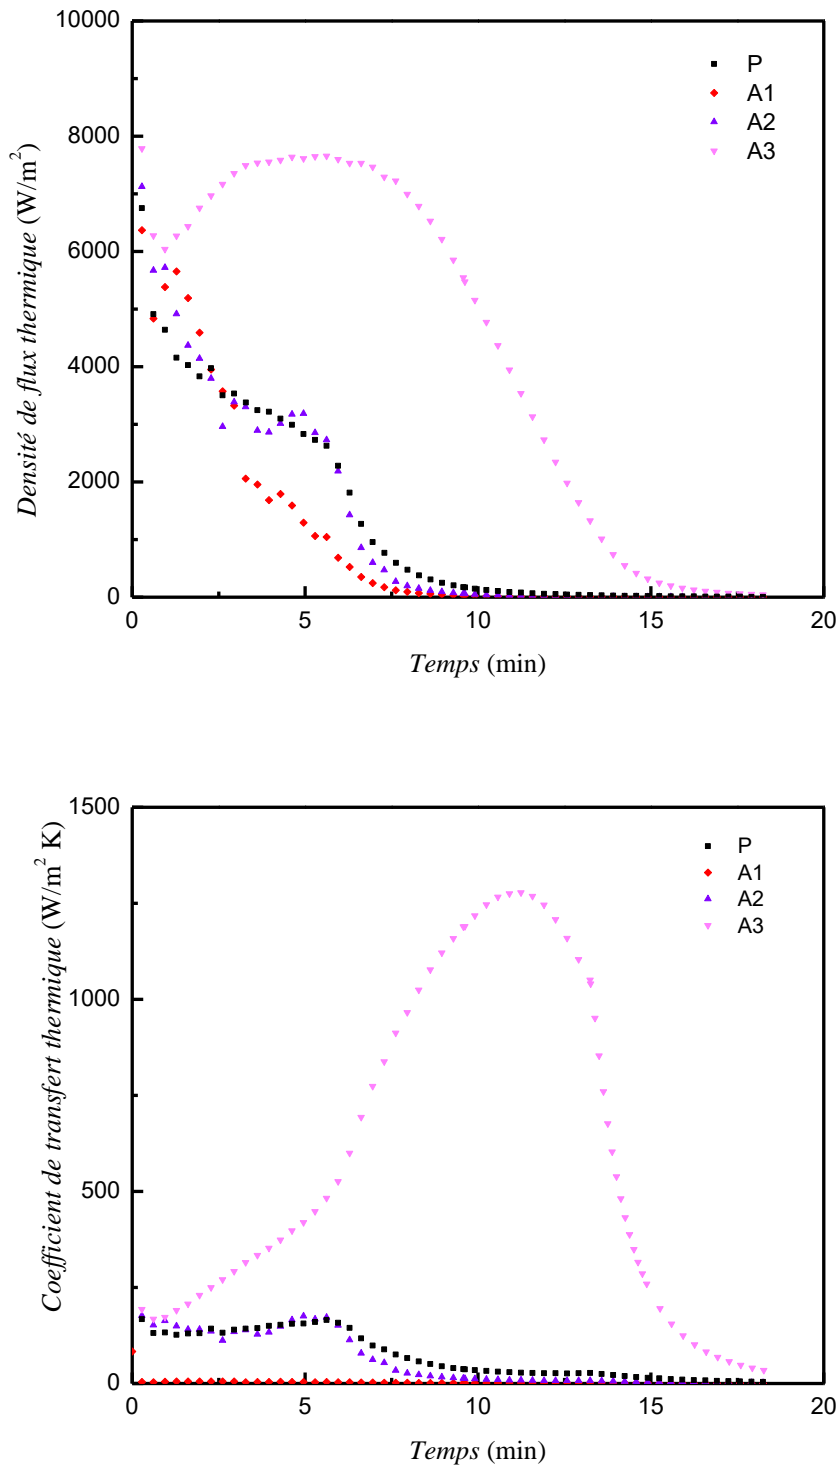 10000
8000
6000
4000
2000
0
Densité de flux thermique (W/m²)
P
A1
A2
A3
0 5 10 15 20
Temps (min)
1500
1000
500
0
Coefficient de transfert thermique (W/m² K)
P
A1
A2
A3
0 5 10 15 20
Temps (min)